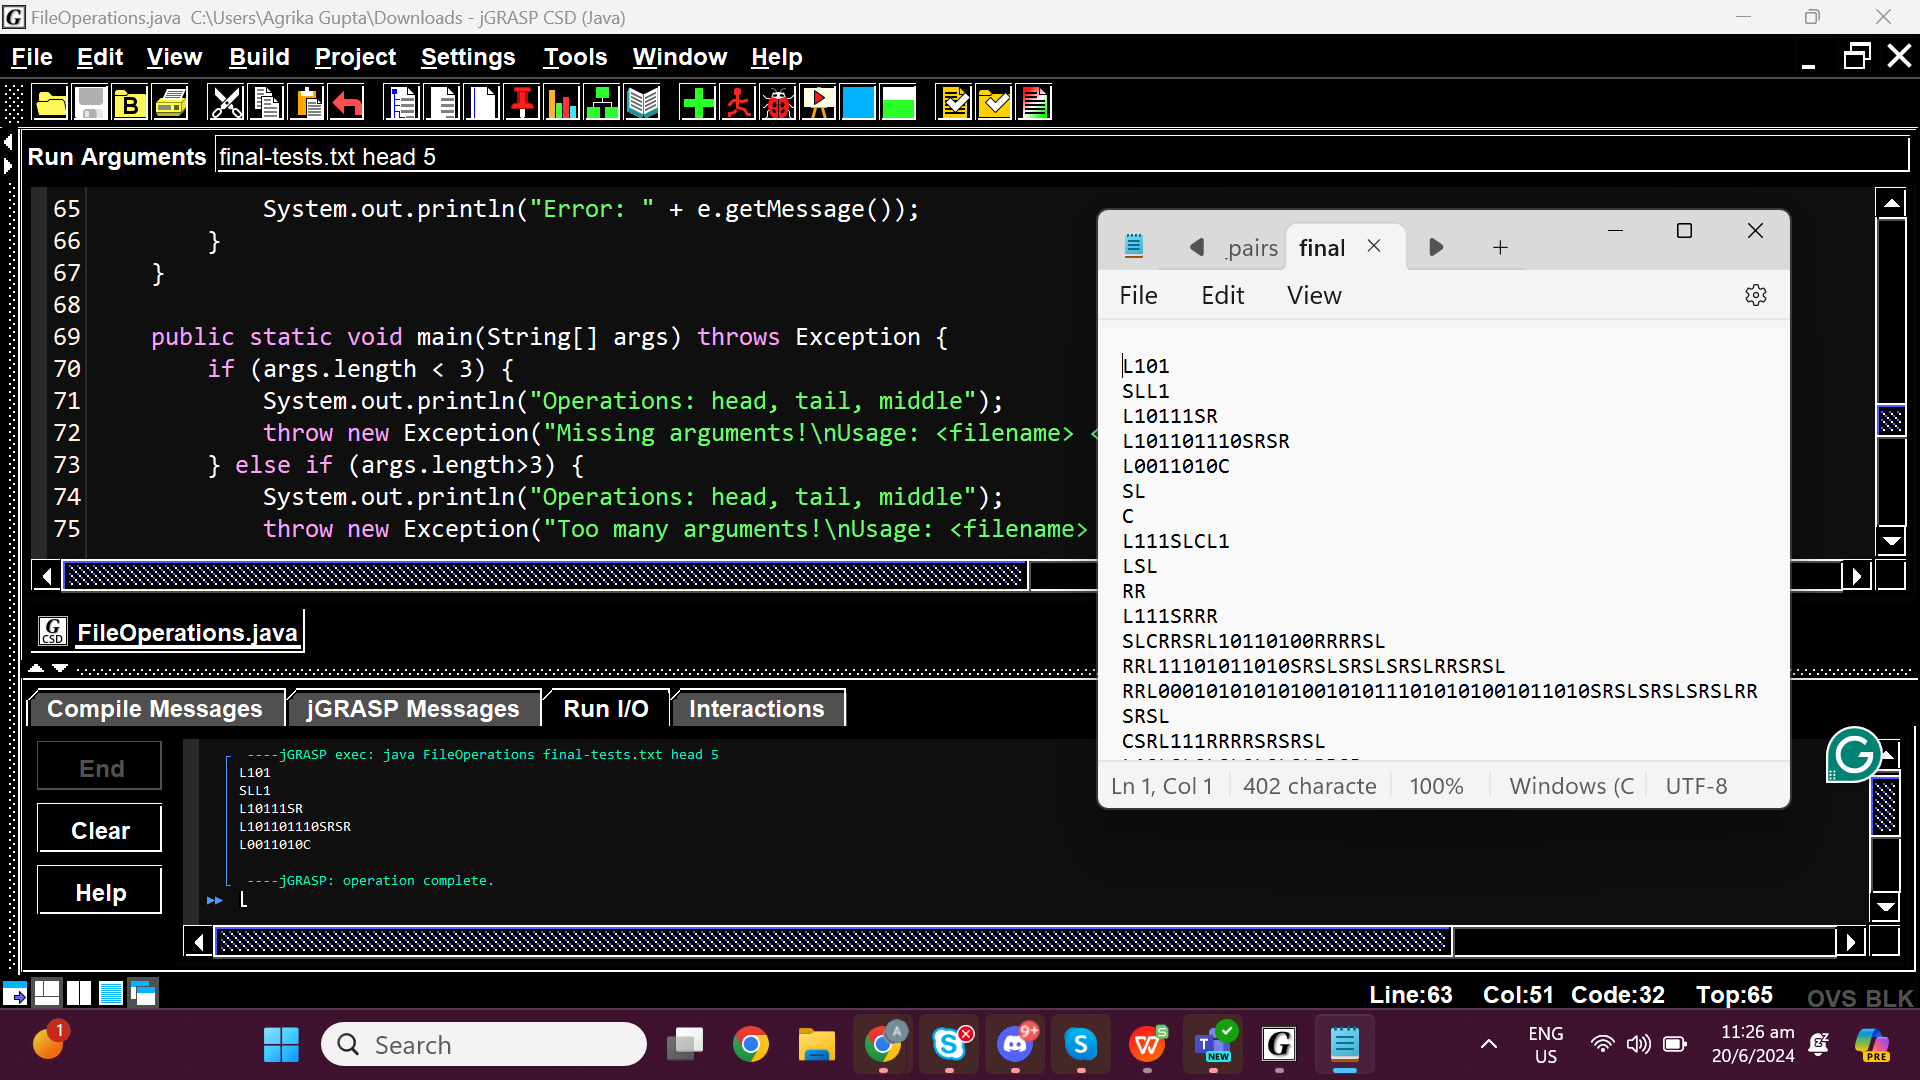 FileOperations.java C:\Users\Agrika Gupta\Downloads - jGRASP CSD (Java)
File Edit View Build Project Settings Tools Window Help
B
Run Arguments final-tests.txt head 5
65 System.out.println("Error: " + e.getMessage());
66 }
67 }
68
69 public static void main(String[] args) throws Exception {
70 if (args.length < 3) {
71 System.out.println("Operations: head, tail, middle");
72 throw new Exception("Missing arguments!\nUsage: <filename> <
73 } else if (args.length>3) {
74 System.out.println("Operations: head, tail, middle");
75 throw new Exception("Too many arguments!\nUsage: <filename>
G CSD FileOperations.java
Compile Messages jGRASP Messages Run I/O Interactions
End
Clear
Help
----jGRASP exec: java FileOperations final-tests.txt head 5
L101
SLL1
L10111SR
L101101110SRSR
L0011010C
----jGRASP: operation complete.
_pairs final
File Edit View
L101
SLL1
L10111SR
L101101110SRSR
L0011010C
SL
C
L111SLCL1
LSL
RR
L111SRRR
SLCRRSRL10110100RRRRSL
RRL11101011010SRSLSRSLSRSLRRSRSL
RRL00010101010100101011101010100101​1010SRSLSRSLSRSLRR
SRSL
CSRL111RRRRSRSRSL
Ln 1, Col 1 402 characte 100% Windows (C UTF-8
Line:63 Col:51 Code:32 Top:65 OVS BLK
1
Search
A
9+
NEW
ENG
US
11:26 am
20/6/2024
PRE